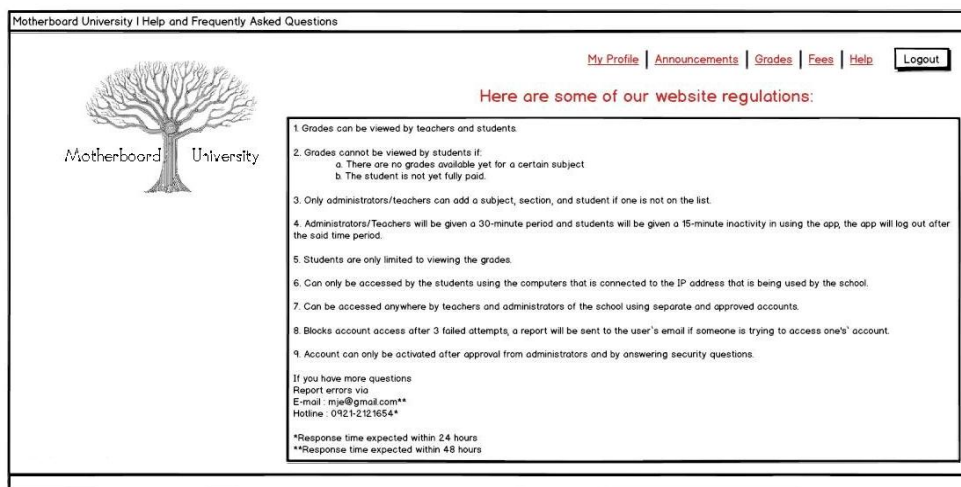 Motherboard University | Help and Frequently Asked Questions
My Profile | Announcements | Grades | Fees | Help Logout
Motherboard University
Here are some of our website regulations:
1. Grades can be viewed by teachers and students.
2. Grades cannot be viewed by students if:
a. There are no grades available yet for a certain subject
b. The student is not yet fully paid.
3. Only administrators/teachers can add a subject, section, and student if one is not on the list.
4. Administrators/Teachers will be given a 30-minute period and students will be given a 15-minute inactivity in using the app, the app will log out after
the said time period.
5. Students are only limited to viewing the grades.
6. Can only be accessed by the students using the computers that is connected to the IP address that is being used by the school.
7. Can be accessed anywhere by teachers and administrators of the school using separate and approved accounts.
8. Blocks account access after 3 failed attempts, a report will be sent to the user's email if someone is trying to access one's' account.
9. Account can only be activated after approval from administrators and by answering security questions.
If you have more questions
Report errors via
E-mail : mje@gmail.com**
Hotline : 0921-2121654*
*Response time expected within 24 hours
**Response time expected within 48 hours